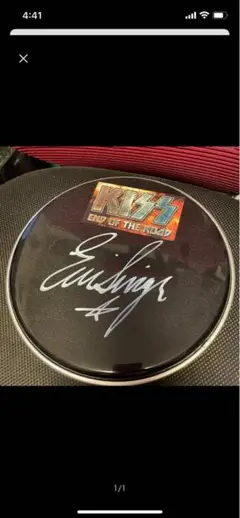 4:41
KISS
END OF THE ROAD
Eric Singer
1/1